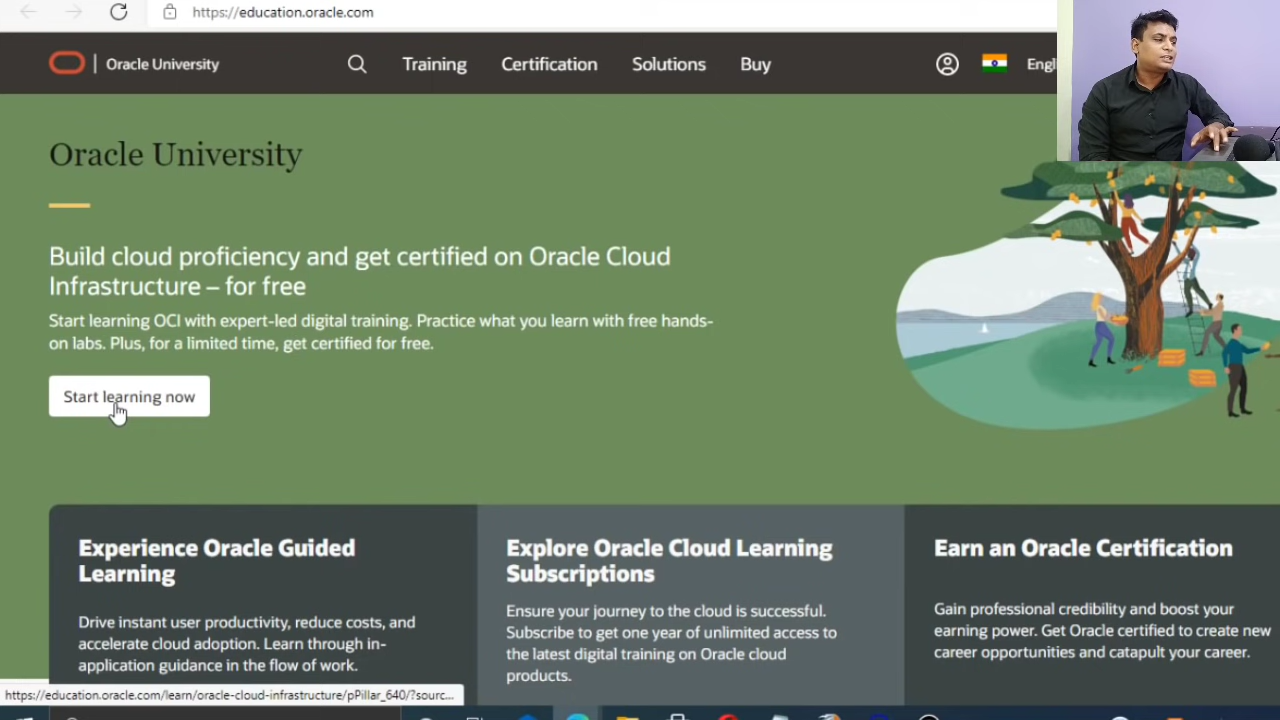 https://education.oracle.com
Oracle University
Training
Certification
Solutions
Buy
Oracle University
Build cloud proficiency and get certified on Oracle Cloud
Infrastructure – for free
Start learning OCI with expert-led digital training. Practice what you learn with free hands-
on labs. Plus, for a limited time, get certified for free.
Start learning now
Experience Oracle Guided
Learning
Drive instant user productivity, reduce costs, and
accelerate cloud adoption. Learn through in-
application guidance in the flow of work.
Explore Oracle Cloud Learning
Subscriptions
Ensure your journey to the cloud is successful.
Subscribe to get one year of unlimited access to
the latest digital training on Oracle cloud
products.
Earn an Oracle Certification
Gain professional credibility and boost your
earning power. Get Oracle certified to create new
career opportunities and catapult your career.
https://education.oracle.com/learn/oracle-cloud-infrastructure/pPillar_640/?sourc...